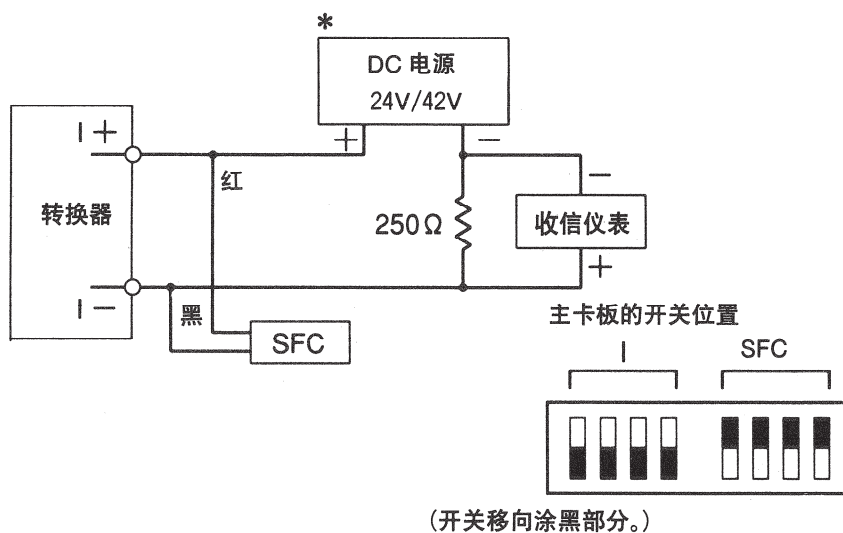 *
DC 电源
24V/42V
I+
+
−
红
−
转换器
250Ω
收信仪表
+
I−
黑
SFC
主卡板的开关位置
I
SFC
(开关移向涂黑部分。)